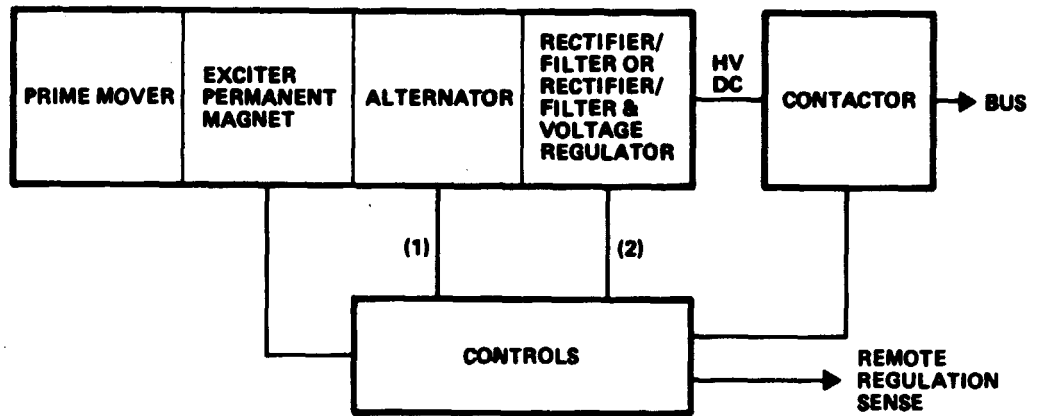 PRIME MOVER
EXCITER
PERMANENT
MAGNET
ALTERNATOR
RECTIFIER/
FILTER OR
RECTIFIER/
FILTER &
VOLTAGE
REGULATOR
HV
DC
CONTACTOR
BUS
(1)
(2)
CONTROLS
REMOTE
REGULATION
SENSE